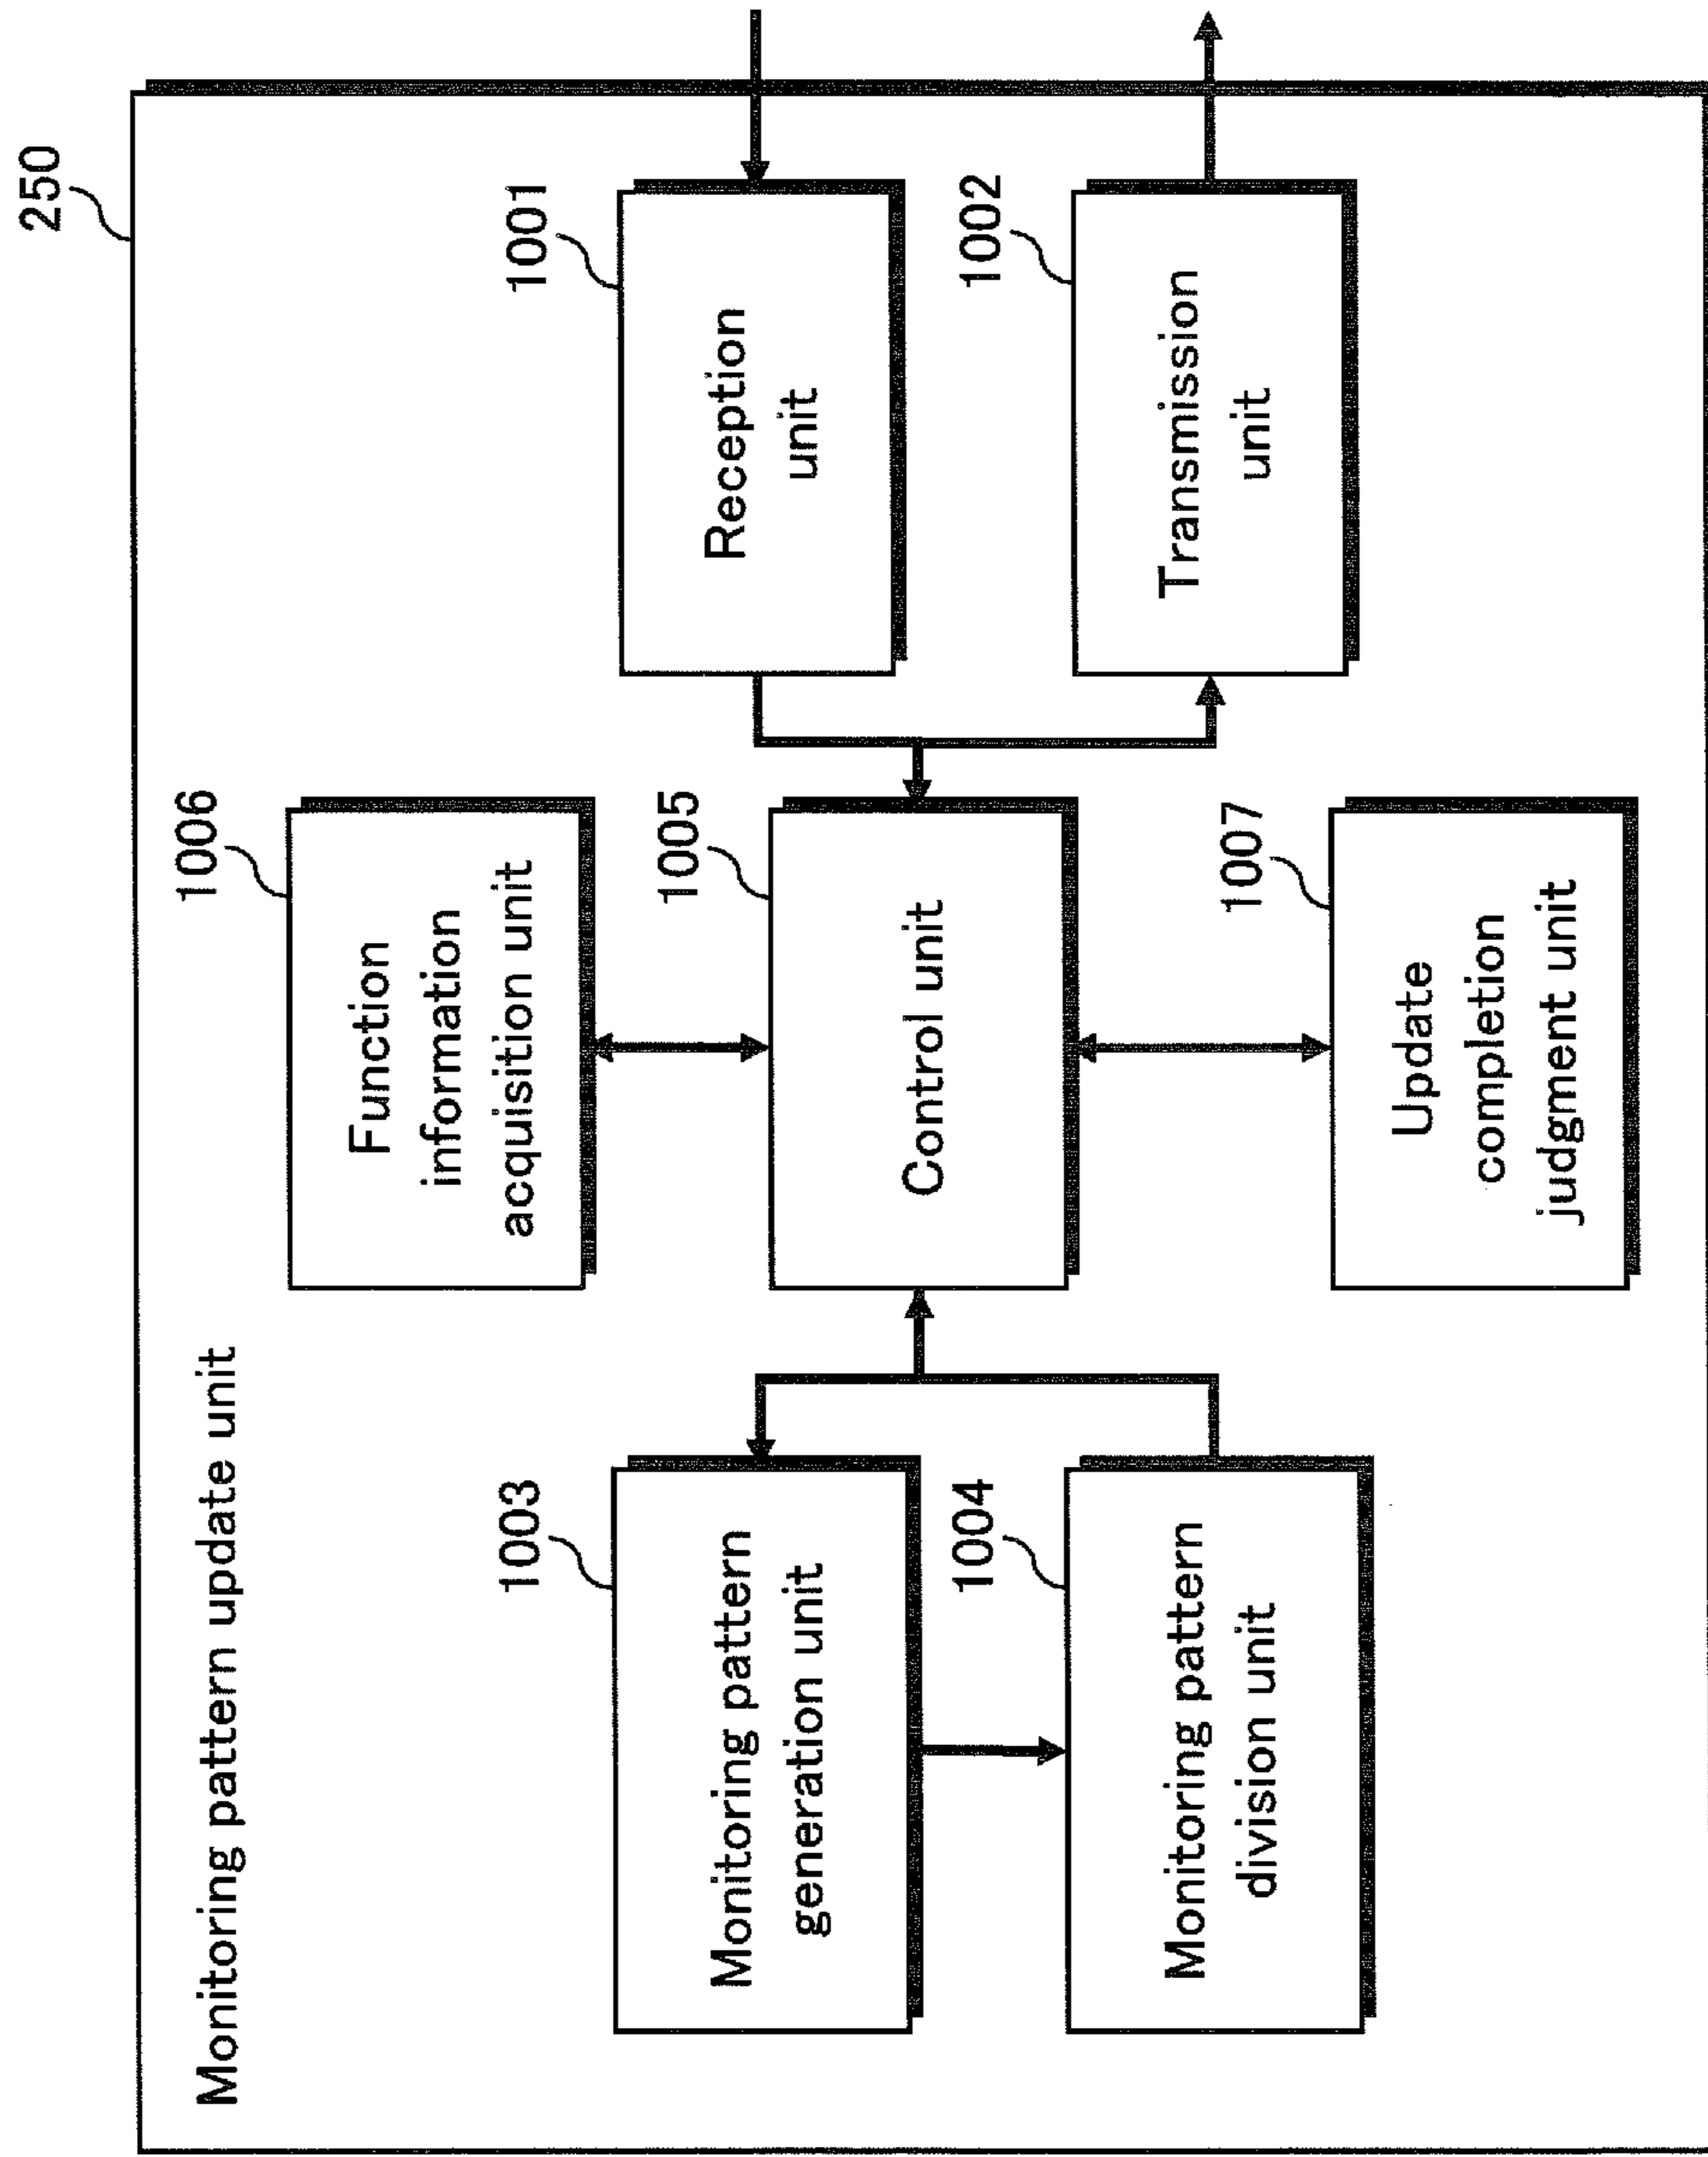 250
Monitoring pattern update unit
1006
Function
information
acquisition unit
1003
Monitoring pattern
generation unit
1005
Control unit
1001
Reception
unit
1004
Monitoring pattern
division unit
1002
Transmission
unit
1007
Update
completion
judgment unit